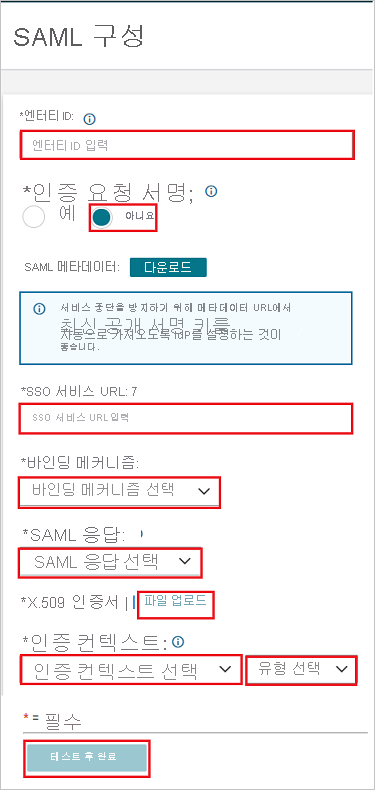 SAML 구성
*엔터티 ID:
엔터티 ID 입력
*인증 요청 서명;
예
아니요
SAML 메타데이터:
다운로드
서비스 중단을 방지하기 위해 메타데이터 URL에서
최신 공개 서명 키를
자동으로 가져오도록 IdP를 설정하는 것이
좋습니다.
*SSO 서비스 URL: 7
SSO 서비스 URL 입력
*바인딩 메커니즘:
바인딩 메커니즘 선택
*SAML 응답:
SAML 응답 선택
*X.509 인증서 | 파일 업로드
*인증 컨텍스트:
인증 컨텍스트 선택
유형 선택
* = 필수
테스트 후 완료